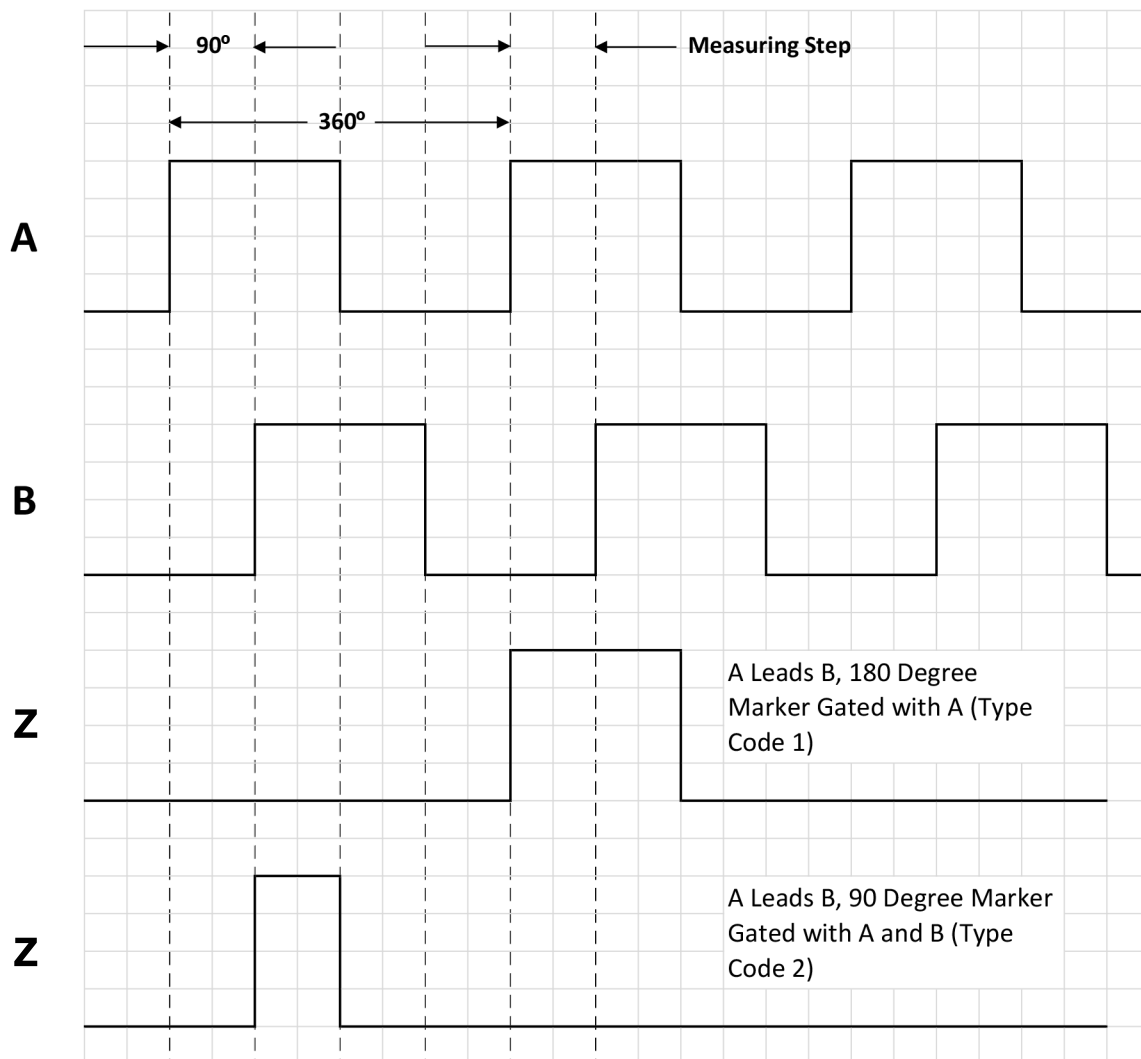 90º
Measuring Step
360º
A
B
Z
A Leads B, 180 Degree
Marker Gated with A (Type
Code 1)
Z
A Leads B, 90 Degree Marker
Gated with A and B (Type
Code 2)